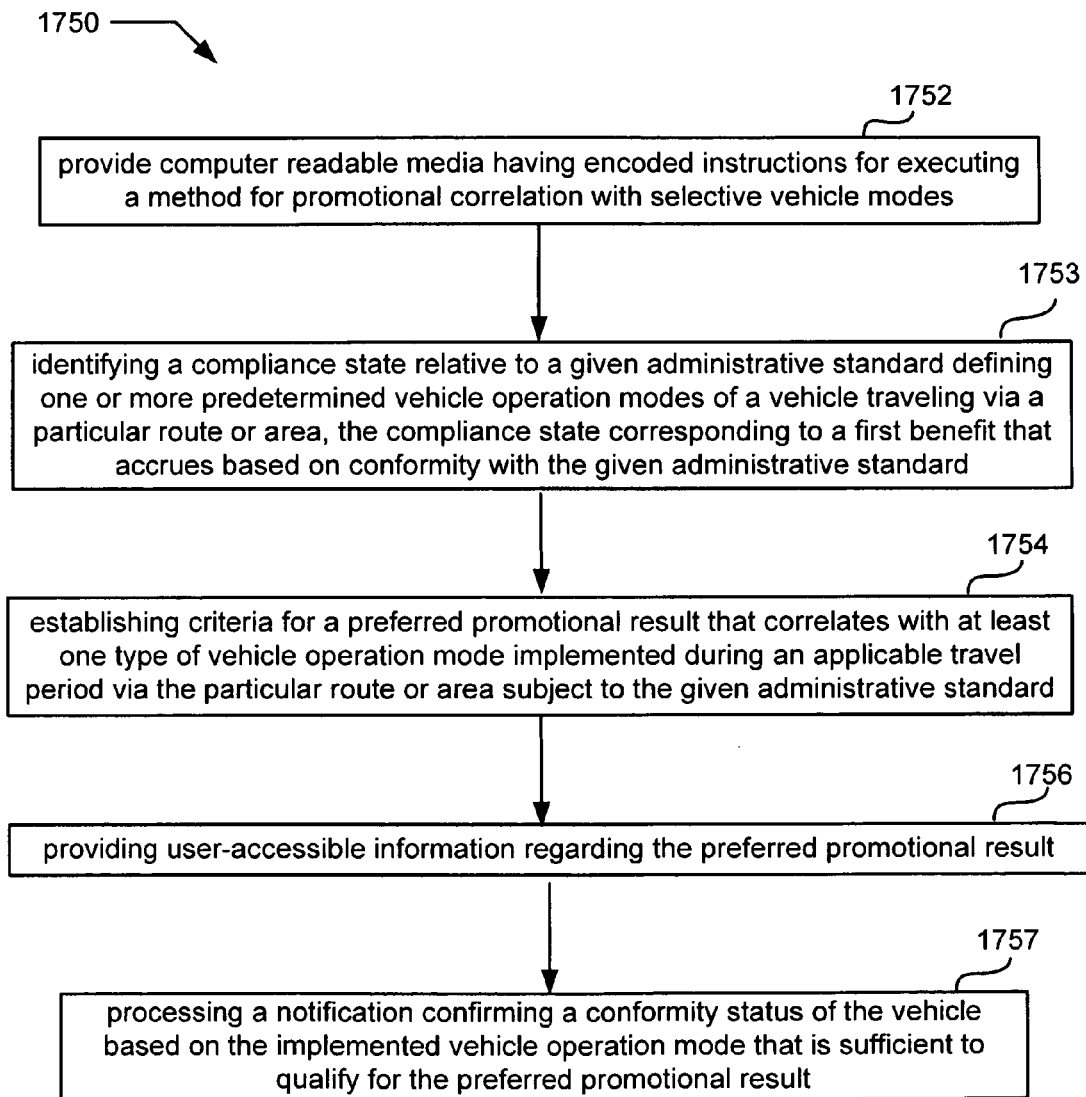 1750
1752
provide computer readable media having encoded instructions for executing
a method for promotional correlation with selective vehicle modes
1753
identifying a compliance state relative to a given administrative standard defining
one or more predetermined vehicle operation modes of a vehicle traveling via a
particular route or area, the compliance state corresponding to a first benefit that
accrues based on conformity with the given administrative standard
1754
establishing criteria for a preferred promotional result that correlates with at least
one type of vehicle operation mode implemented during an applicable travel
period via the particular route or area subject to the given administrative standard
1756
providing user-accessible information regarding the preferred promotional result
1757
processing a notification confirming a conformity status of the vehicle
based on the implemented vehicle operation mode that is sufficient to
qualify for the preferred promotional result